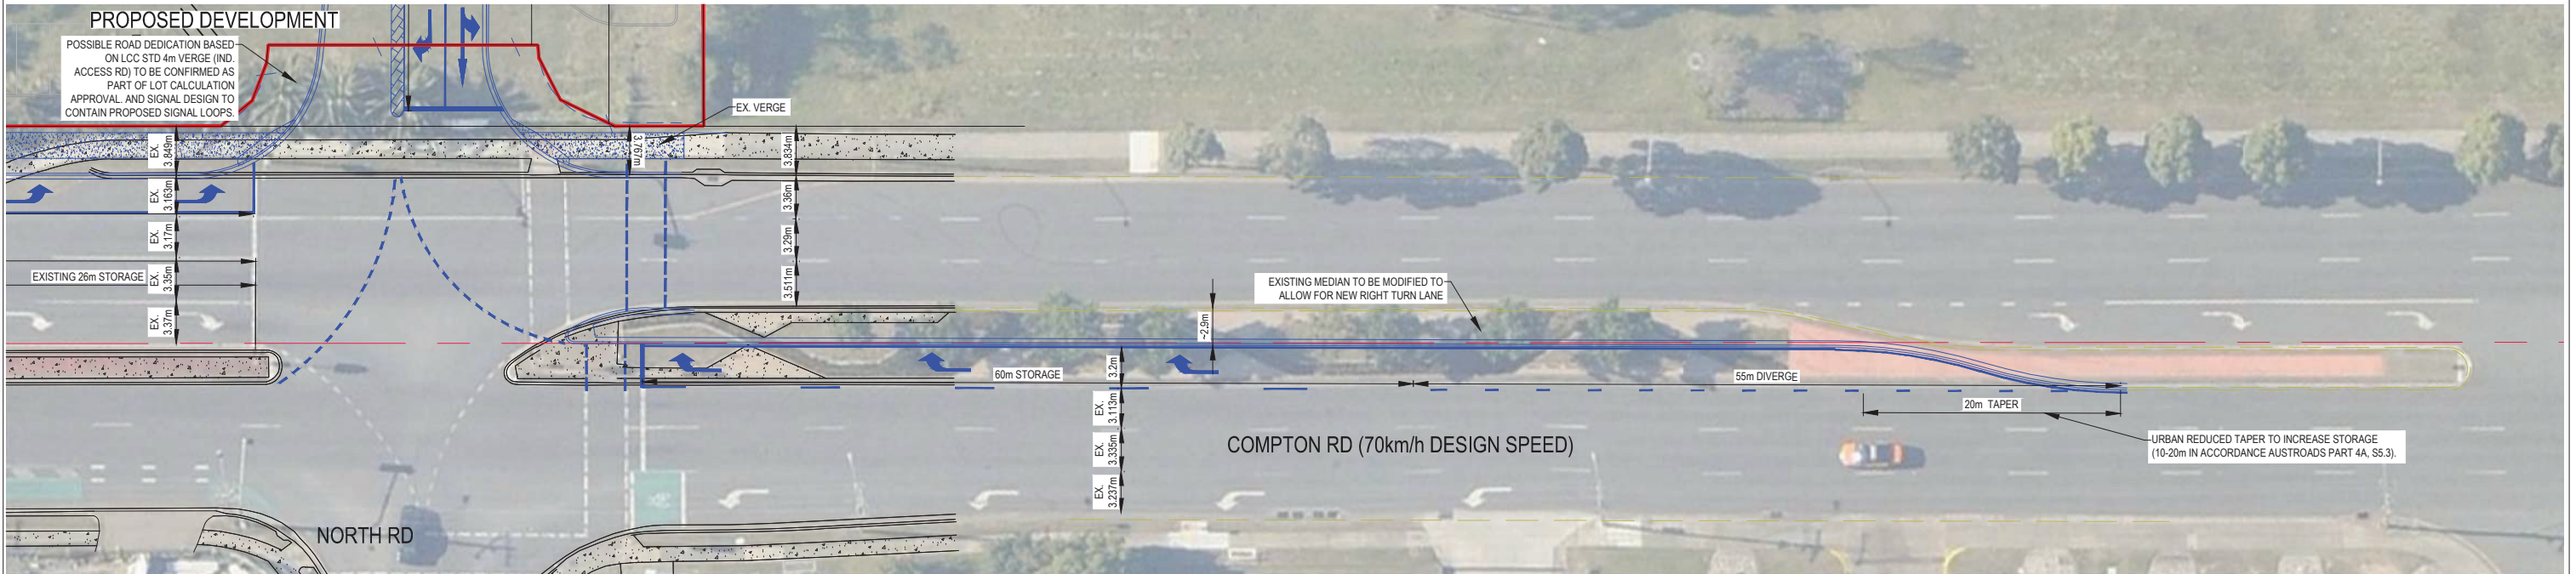 PROPOSED DEVELOPMENT
POSSIBLE ROAD DEDICATION BASED
ON LCC STD 4m VERGE (IND.
ACCESS RD) TO BE CONFIRMED AS
PART OF LOT CALCULATION
APPROVAL. AND SIGNAL DESIGN TO
CONTAIN PROPOSED SIGNAL LOOPS.
EX. VERGE
EX.
3.849m
3.767m
3.834m
EX.
3.163m
3.36m
EX.
3.17m
3.29m
EXISTING 26m STORAGE
EX.
3.35m
3.511m
EX.
3.37m
EXISTING MEDIAN TO BE MODIFIED TO
ALLOW FOR NEW RIGHT TURN LANE
~2.9m
3.2m
60m STORAGE
55m DIVERGE
20m TAPER
EX.
3.113m
EX.
3.335m
EX.
3.237m
COMPTON RD (70km/h DESIGN SPEED)
URBAN REDUCED TAPER TO INCREASE STORAGE
(10-20m IN ACCORDANCE AUSTROADS PART 4A, S5.3).
NORTH RD